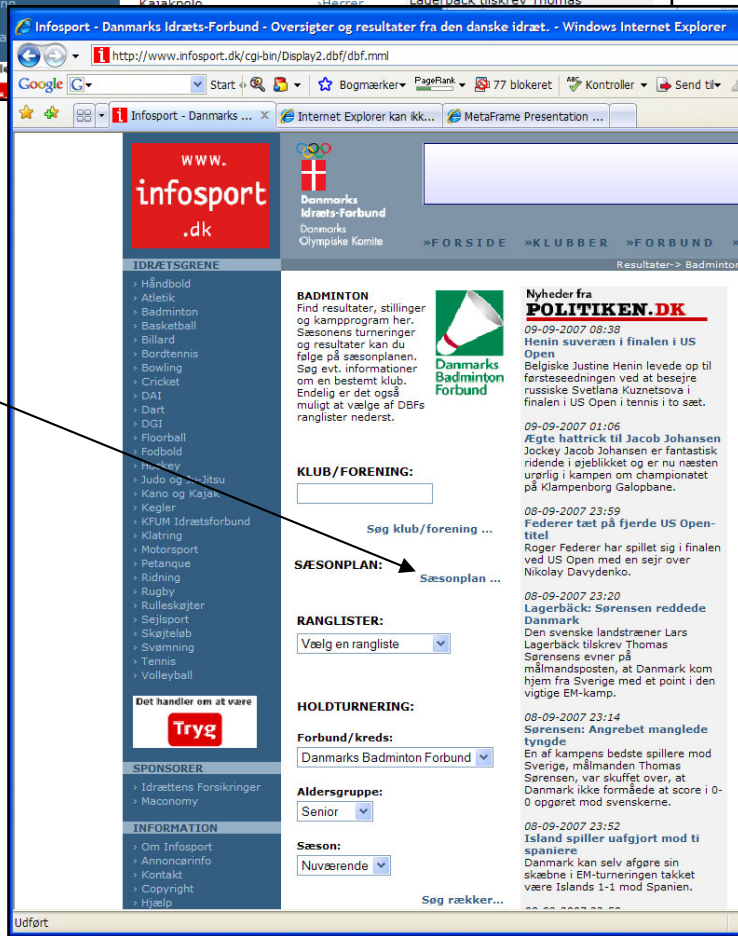 Kajakpolo
›Herrer
Lagerbäck tilskrev Thomas
Infosport - Danmarks Idræts-Forbund - Oversigter og resultater fra den danske idræt. - Windows Internet Explorer
http://www.infosport.dk/cgi-bin/Display2.dbf/dbf.mml
Google
Start
Bogmærker
PageRank
77 blokeret
Kontroller
Send til
Infosport - Danmarks ...
Internet Explorer kan ikk...
MetaFrame Presentation ...
www.
infosport
.dk
Danmarks
Idræts-Forbund
Danmarks
Olympiske Komite
»FORSIDE »KLUBBER »FORBUND
Resultater-> Badminton
IDRÆTSGRENE
› Håndbold
› Atletik
› Badminton
› Basketball
› Billard
› Bordtennis
› Bowling
› Cricket
› DAI
› Dart
› DGI
› Floorball
› Fodbold
› Hockey
› Judo og Ju-Jitsu
› Kano og Kajak
› Kegler
› KFUM Idrætsforbund
› Klatring
› Motorsport
› Petanque
› Ridning
› Rugby
› Rulleskøjter
› Sejlsport
› Skøjteløb
› Svømning
› Tennis
› Volleyball
Det handler om at være
Tryg
SPONSORER
› Idrættens Forsikringer
› Maconomy
INFORMATION
› Om Infosport
› Annoncørinfo
› Kontakt
› Copyright
› Hjælp
BADMINTON
Find resultater, stillinger
og kampprogram her.
Sæsonens turneringer
og resultater kan du
følge på sæsonplanen.
Søg evt. informationer
om en bestemt klub.
Endelig er det også
muligt at vælge af DBFs
ranglister nederst.
Danmarks
Badminton
Forbund
KLUB/FORENING:
Søg klub/forening ...
SÆSONPLAN:
Sæsonplan ...
RANGLISTER:
Vælg en rangliste
HOLDTURNERING:
Forbund/kreds:
Danmarks Badminton Forbund
Aldersgruppe:
Senior
Sæson:
Nuværende
Søg rækker...
Nyheder fra
POLITIKEN.DK
09-09-2007 08:38
Henin suveræn i finalen i US
Open
Belgiske Justine Henin levede op til
førsteseedningen ved at besejre
russiske Svetlana Kuznetsova i
finalen i US Open i tennis i to sæt.
09-09-2007 01:06
Ægte hattrick til Jacob Johansen
Jockey Jacob Johansen er fantastisk
ridende i øjeblikket og er nu næsten
urørlig i kampen om championatet
på Klampenborg Galopbane.
08-09-2007 23:59
Federer tæt på fjerde US Open-
titel
Roger Federer har spillet sig i finalen
ved US Open med en sejr over
Nikolay Davydenko.
08-09-2007 23:20
Lagerbäck: Sørensen reddede
Danmark
Den svenske landstræner Lars
Lagerbäck tilskrev Thomas
Sørensens evner på
målmandsposten, at Danmark kom
hjem fra Sverige med et point i den
vigtige EM-kamp.
08-09-2007 23:14
Sørensen: Angrebet manglede
tyngde
En af kampens bedste spillere mod
Sverige, målmanden Thomas
Sørensen, var skuffet over, at
Danmark ikke formåede at score i 0-
0 opgøret mod svenskerne.
08-09-2007 23:52
Island spiller uafgjort mod ti
spaniere
Danmark kan selv afgøre sin
skæbne i EM-turneringen takket
være Islands 1-1 mod Spanien.
Udført